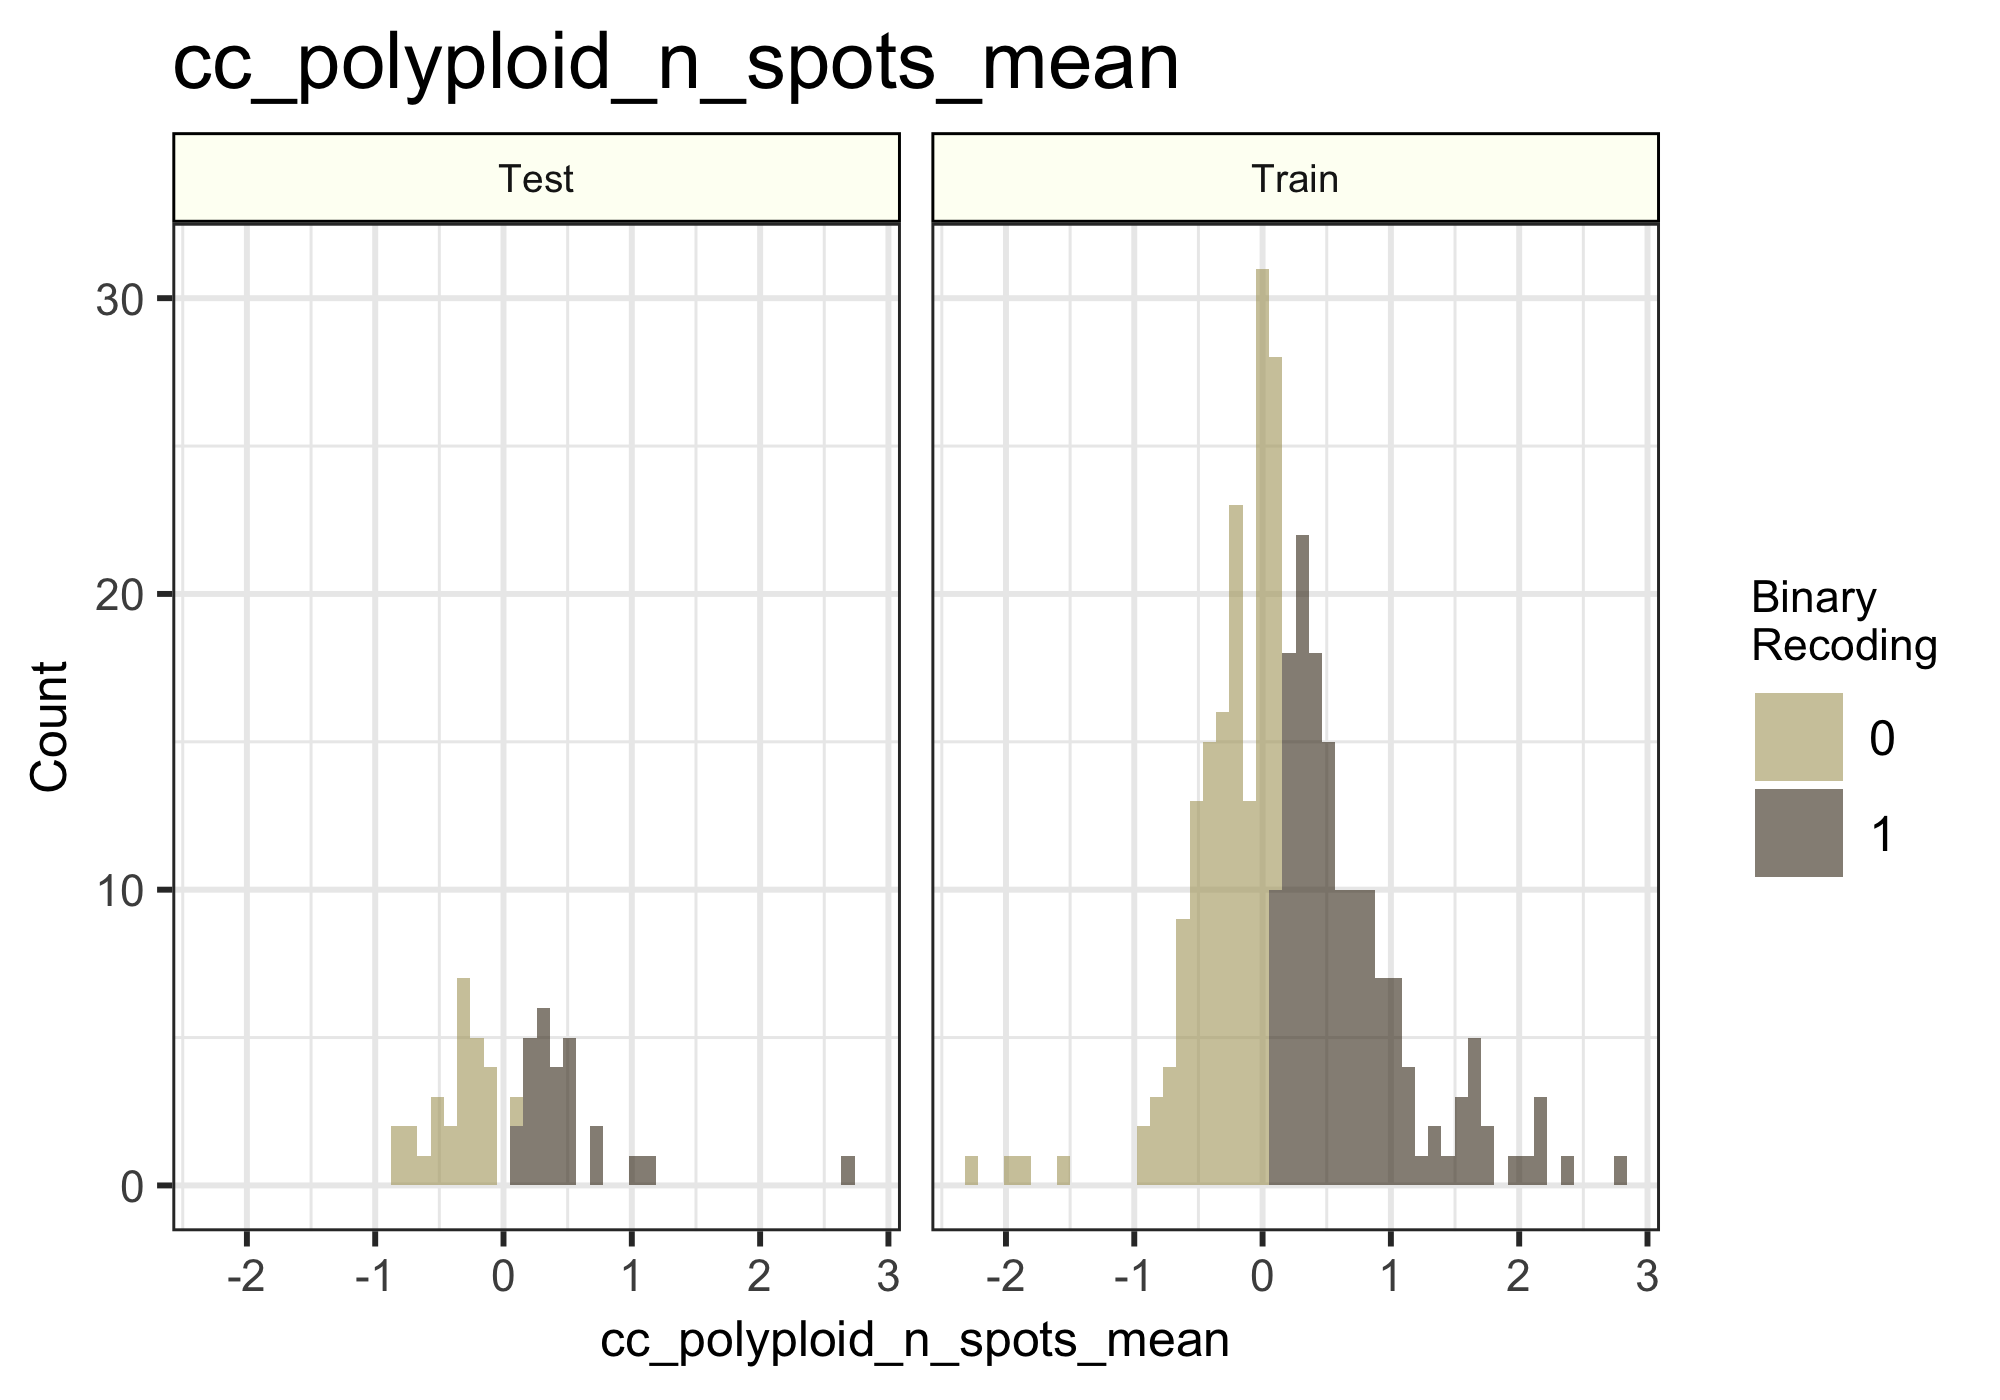 cc_polyploid_n_spots_mean
Test
Train
30
20
10
0
Count
-2 -1 0 1 2 3
-2 -1 0 1 2 3
cc_polyploid_n_spots_mean
Binary
Recoding
0
1